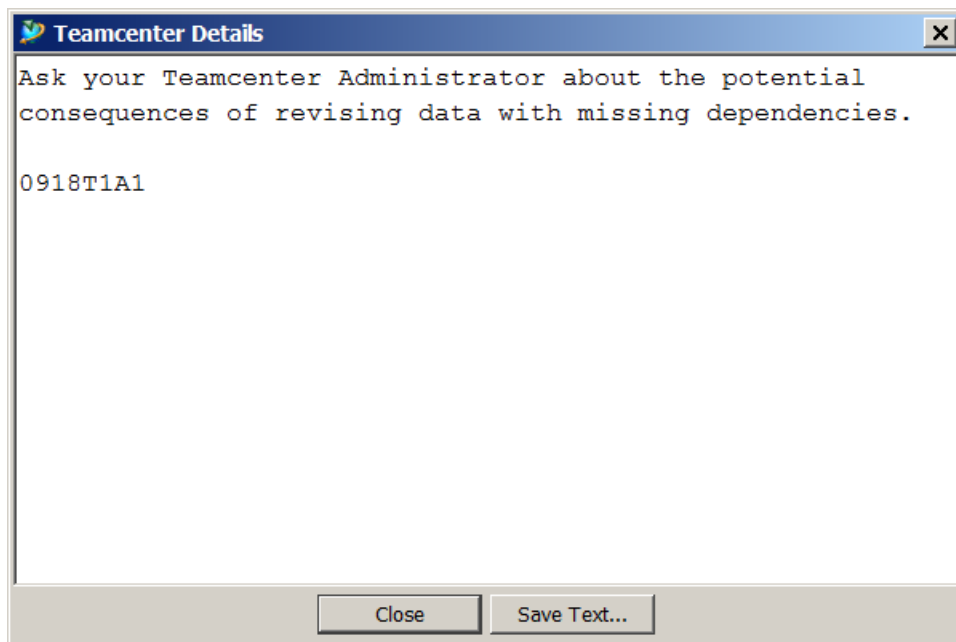 Teamcenter Details
Ask your Teamcenter Administrator about the potential
consequences of revising data with missing dependencies.
0918T1A1
Close
Save Text...